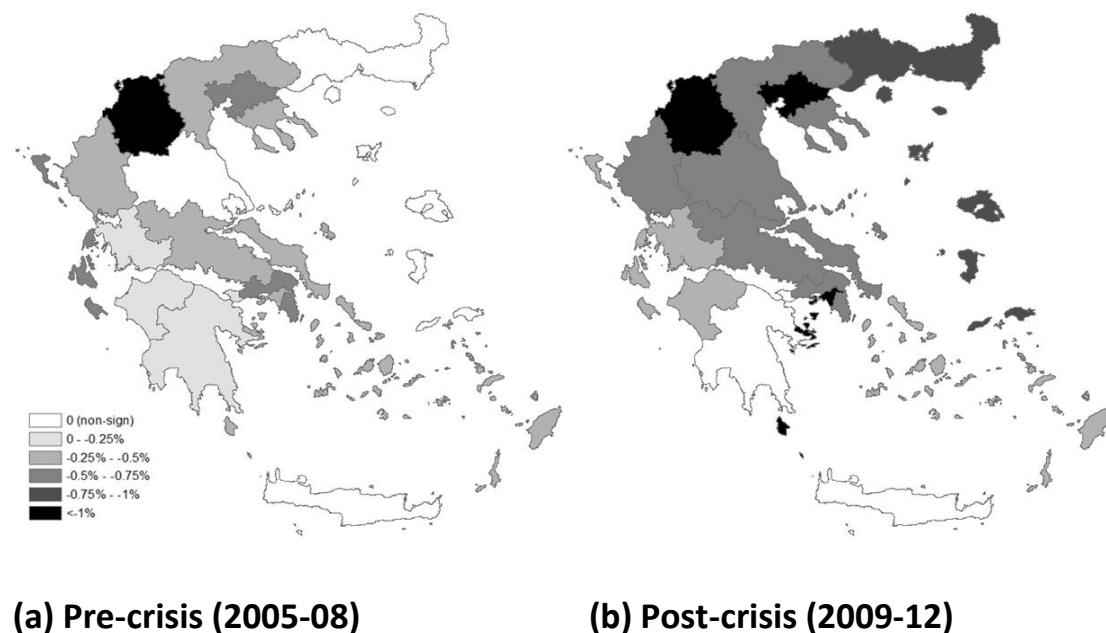 0 (non-sign)
0 - -0.25%
-0.25% - -0.5%
-0.5% - -0.75%
-0.75% - -1%
<-1%
(a) Pre-crisis (2005-08)
(b) Post-crisis (2009-12)